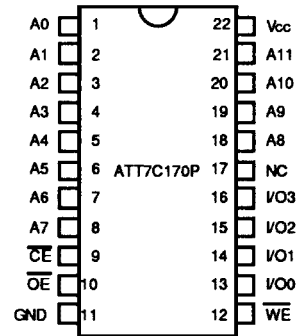 A0 1 22 Vcc
A1 2 21 A11
A2 3 20 A10
A3 4 19 A9
A4 5 18 A8
A5 6 ATT7C170P 17 NC
A6 7 16 I/O3
A7 8 15 I/O2
CE 9 14 I/O1
OE 10 13 I/O0
GND 11 12 WE